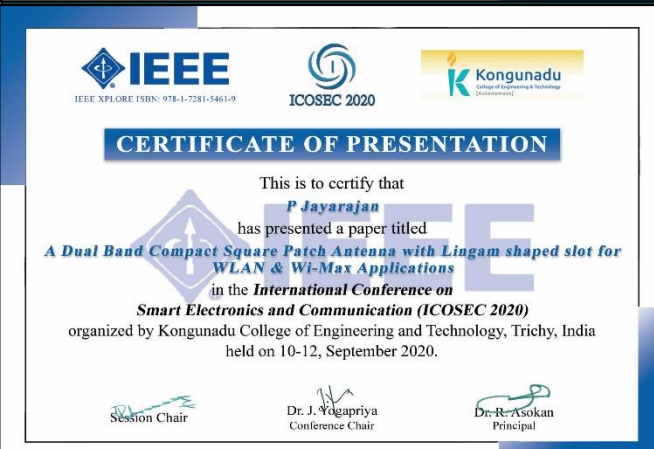 IEEE
IEEE XPLORE ISBN: 978-1-7281-5461-9
ICOSEC 2020
Kongunadu
College of Engineering & Technology
(Autonomous)
CERTIFICATE OF PRESENTATION
This is to certify that
P Jayarajan
has presented a paper titled
A Dual Band Compact Square Patch Antenna with Lingam shaped slot for
WLAN & Wi-Max Applications
in the International Conference on
Smart Electronics and Communication (ICOSEC 2020)
organized by Kongunadu College of Engineering and Technology, Trichy, India
held on 10-12, September 2020.
Session Chair
Dr. J. Yogapriya
Conference Chair
Dr. R. Asokan
Principal
IEEE